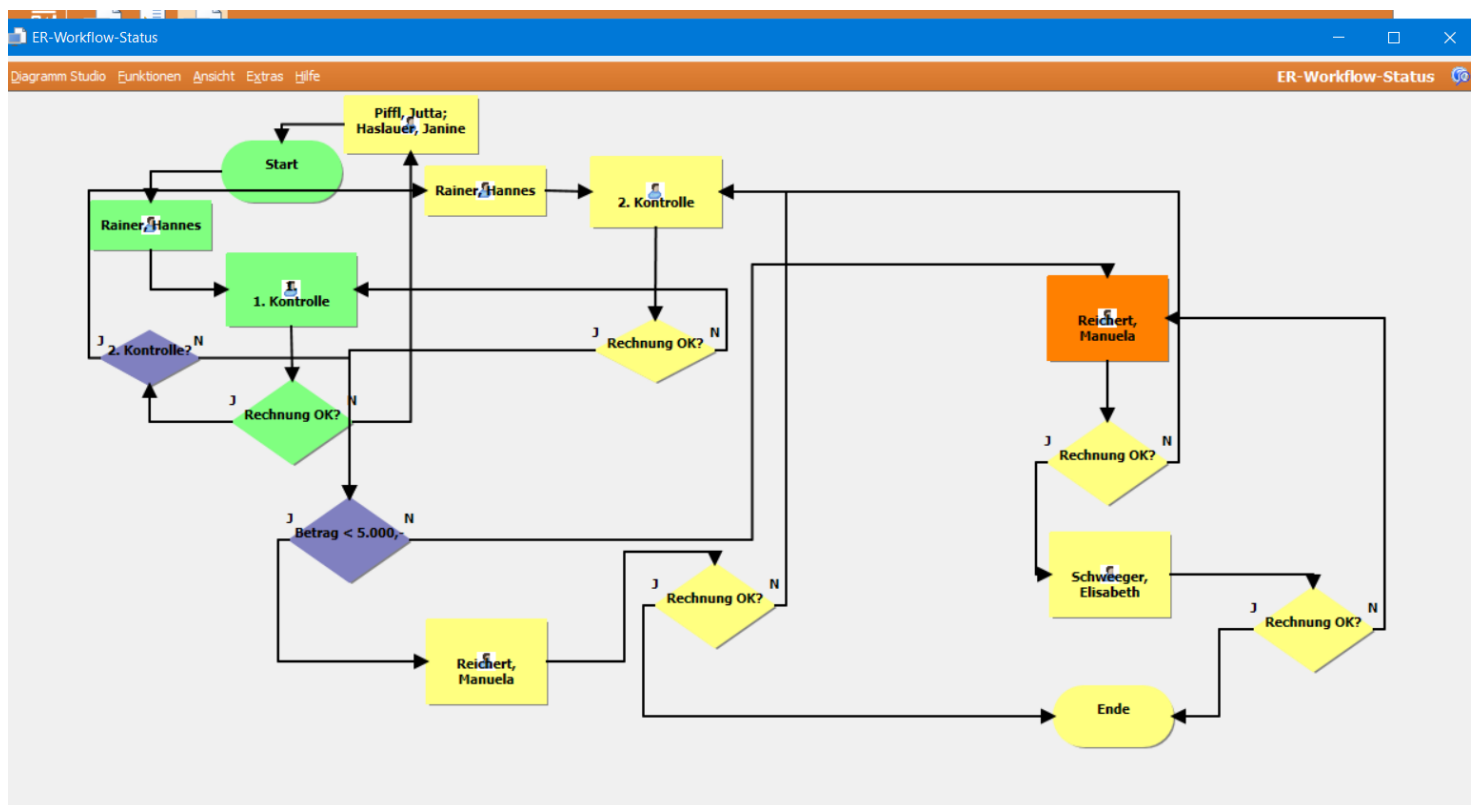 ER-Workflow-Status
Diagramm Studio Funktionen Ansicht Extras Hilfe
ER-Workflow-Status
Piffl, Jutta;
Haslauer, Janine
Start
Rainer, Hannes
2. Kontrolle
Rainer, Hannes
1. Kontrolle
J
2. Kontrolle?
N
J
Rechnung OK?
N
J
Rechnung OK?
N
Reichert,
Manuela
J
Rechnung OK?
N
J
Betrag < 5.000,-
N
J
Rechnung OK?
N
Schweeger,
Elisabeth
J
Rechnung OK?
N
Reichert,
Manuela
Ende